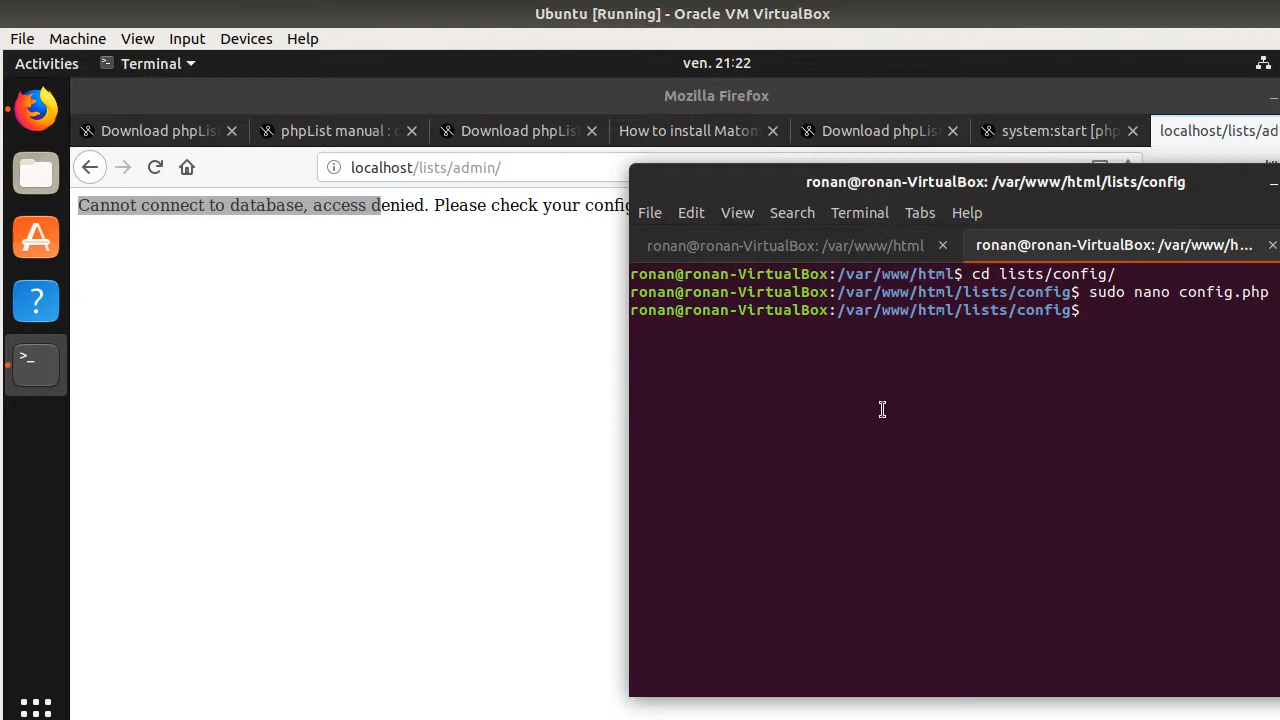 Ubuntu [Running] - Oracle VM VirtualBox
File Machine View Input Devices Help
Activities Terminal ven. 21:22
Mozilla Firefox
Download phpLis phpList manual : c Download phpLis How to install Matom Download phpLis system:start [php localhost/lists/ad
localhost/lists/admin/
Cannot connect to database, access denied. Please check your config
ronan@ronan-VirtualBox: /var/www/html/lists/config
File Edit View Search Terminal Tabs Help
ronan@ronan-VirtualBox: /var/www/html ronan@ronan-VirtualBox: /var/www/h...
ronan@ronan-VirtualBox:/var/www/html$ cd lists/config/
ronan@ronan-VirtualBox:/var/www/html/lists/config$ sudo nano config.php
ronan@ronan-VirtualBox:/var/www/html/lists/config$